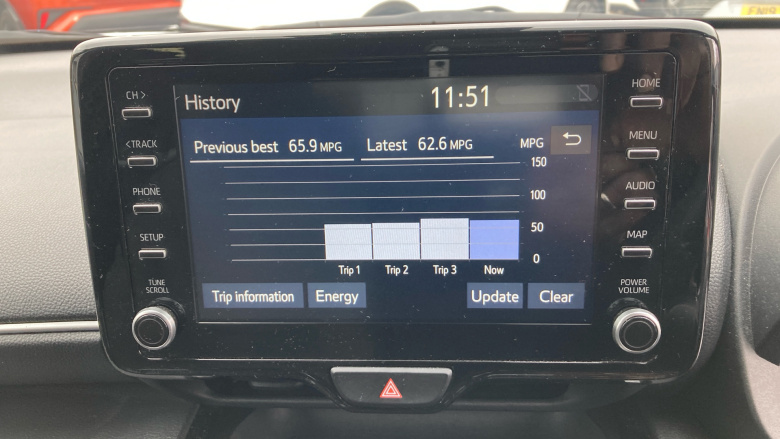 CH >
<TRACK
PHONE
SETUP
TUNE
SCROLL
History
11:51
Previous best 65.9 MPG
Latest 62.6 MPG
MPG
150
100
50
0
Trip 1 Trip 2 Trip 3 Now
Trip information Energy Update Clear
HOME
MENU
AUDIO
MAP
POWER
VOLUME